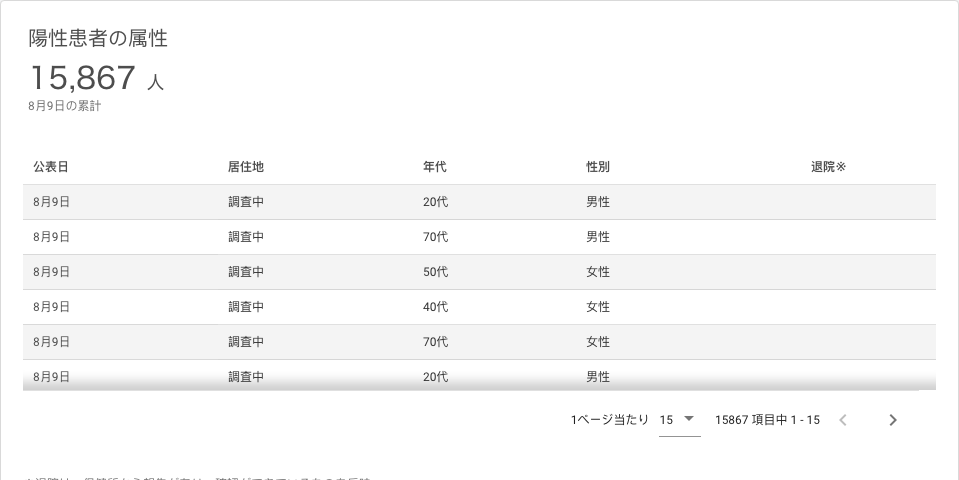 陽性患者の属性
15,867 人
8月9日の累計
公表日 居住地 年代 性別 退院※
8月9日 調査中 20代 男性
8月9日 調査中 70代 男性
8月9日 調査中 50代 女性
8月9日 調査中 40代 女性
8月9日 調査中 70代 女性
8月9日 調査中 20代 男性
1ページ当たり 15 15867 項目中 1 - 15